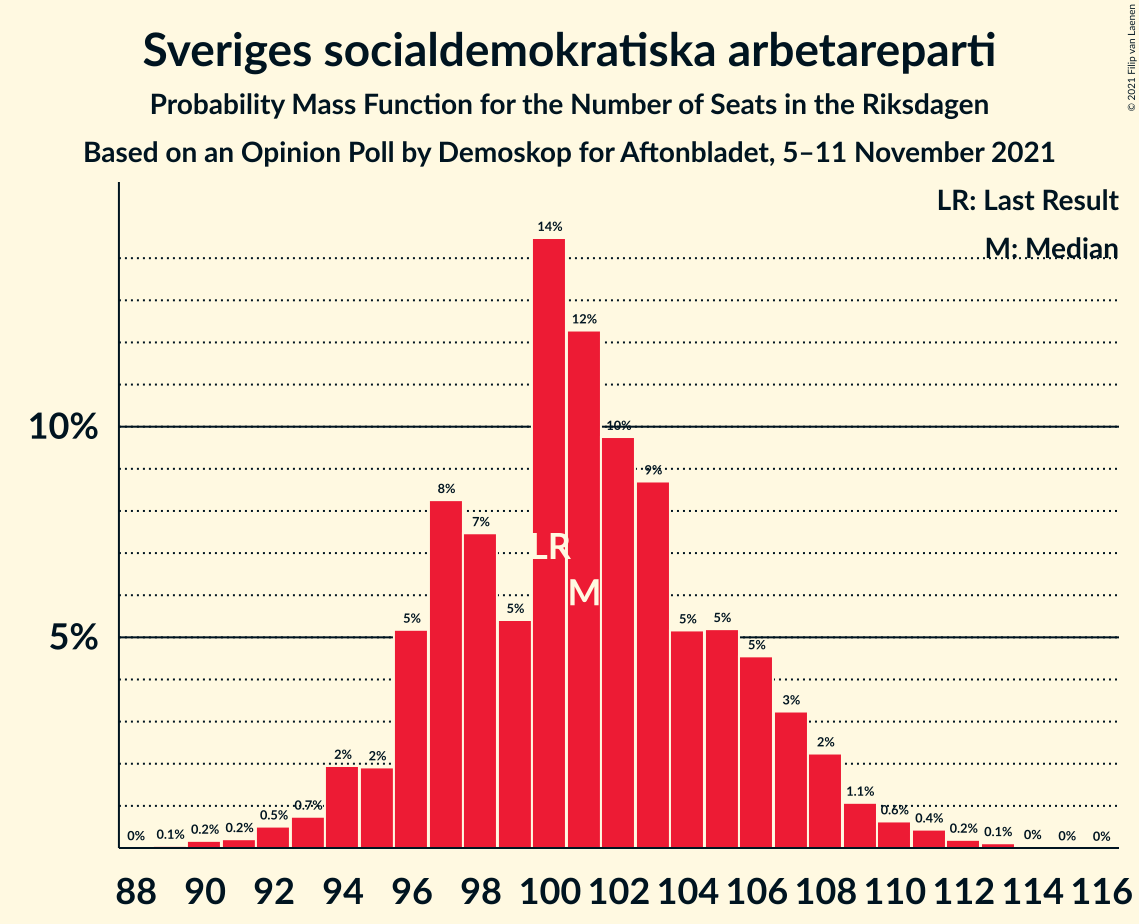 Sveriges socialdemokratiska arbetareparti
Probability Mass Function for the Number of Seats in the Riksdagen
Based on an Opinion Poll by Demoskop for Aftonbladet, 5–11 November 2021
© 2021 Filip van Laenen
LR: Last Result
M: Median
10%
5%
0% 0.1% 0.2% 0.2% 0.5% 0.7% 2% 2% 5% 8% 7% 5% 14% 12% 10% 9% 5% 5% 5% 3% 2% 1.1% 0.6% 0.4% 0.2% 0.1% 0% 0% 0%
LR
M
88 90 92 94 96 98 100 102 104 106 108 110 112 114 116